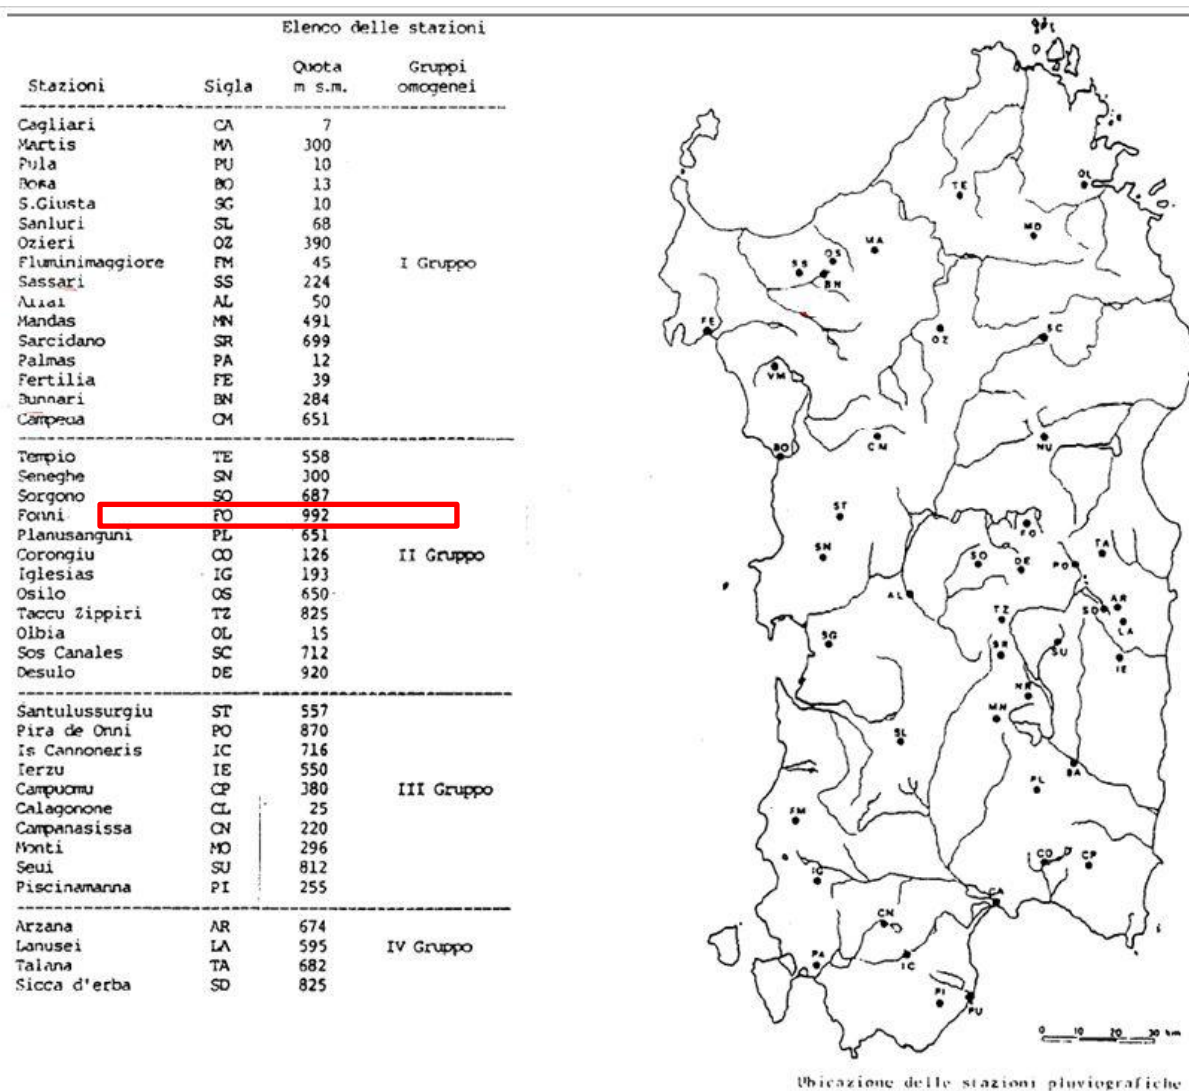 Elenco delle stazioni
Stazioni Sigla Quota m s.m. Gruppi omogenei
Cagliari CA 7
Martis MA 300
Pula PU 10
Bosa BO 13
S.Giusta SG 10
Sanluri SL 68
Ozieri OZ 390
Fluminimaggiore FM 45 I Gruppo
Sassari SS 224
AL 50
Mandas MN 491
Sarcidano SR 699
Palmas PA 12
Fertilia FE 39
Bunnari BN 284
Campeda CM 651
Tempio TE 558
Seneghe SN 300
Sorgono SO 687
Fonni FO 992
Planusanguni PL 651
Corongiu CO 126 II Gruppo
Iglesias IG 193
Osilo OS 650
Taccu Zippiri TZ 825
Olbia OL 15
Sos Canales SC 712
Desulo DE 920
Santulussurgiu ST 557
Pira de Onni PO 870
Is Cannoneris IC 716
Ierzu IE 550
Campuomu CP 380 III Gruppo
Calagonone CL 25
Campanasissa CN 220
Monti MO 296
Seui SU 812
Piscinamanna PI 255
Arzana AR 674
Lanusei LA 595 IV Gruppo
Talana TA 682
Sicca d'erba SD 825
OL
TE
MD
MA
OS
SS
BN
FE
OZ
SC
VM
CM
NU
BO
ST
FO
SN
SO
DE
PO
TA
AL
TZ
SD
AR
LA
SG
SR
SU
IE
NR
MN
SL
BA
PL
FM
CO
CP
IG
CA
CN
PA
IC
PI
PU
0 10 20 30 km
Ubicazione delle stazioni pluviografiche